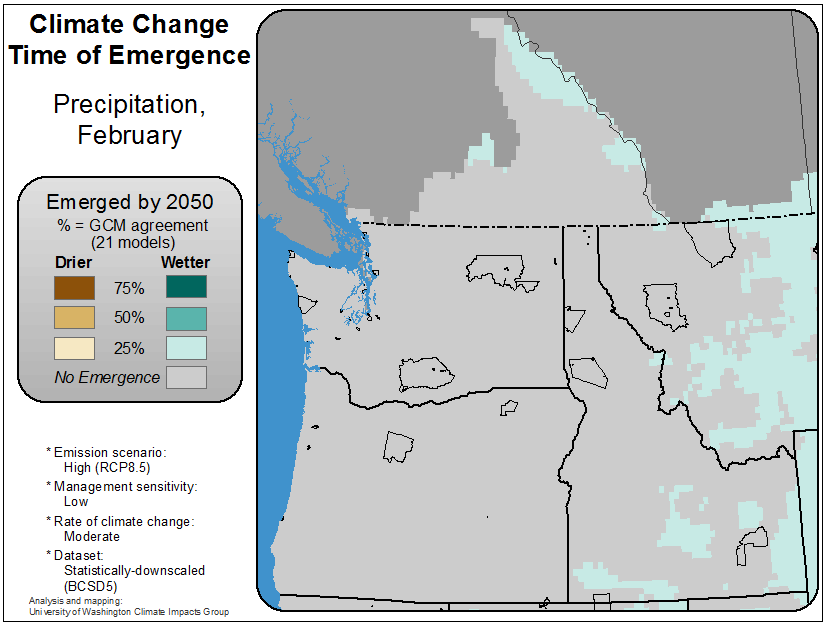 Climate Change
Time of Emergence
Precipitation,
February
Emerged by 2050
% = GCM agreement
(21 models)
Drier Wetter
75%
50%
25%
No Emergence
* Emission scenario:
High (RCP8.5)
* Management sensitivity:
Low
* Rate of climate change:
Moderate
* Dataset:
Statistically-downscaled
(BCSD5)
Analysis and mapping:
University of Washington Climate Impacts Group